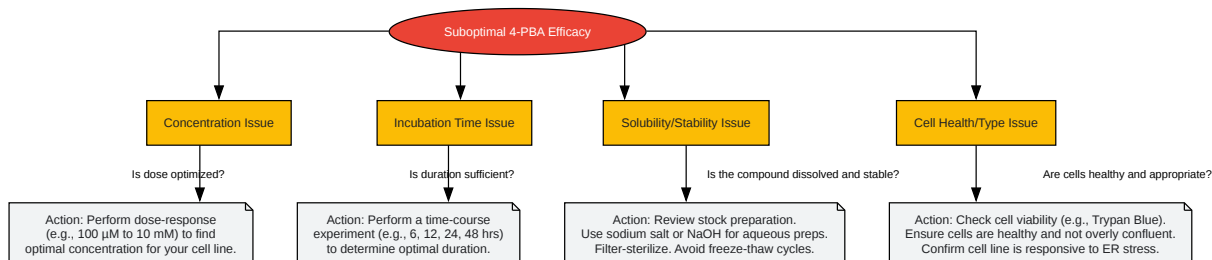 Suboptimal 4-PBA Efficacy
Concentration Issue
Incubation Time Issue
Solubility/Stability Issue
Cell Health/Type Issue
Is dose optimized?
Is duration sufficient?
Is the compound dissolved and stable?
Are cells healthy and appropriate?
Action: Perform dose-response
(e.g., 100 µM to 10 mM) to find
optimal concentration for your cell line.
Action: Perform a time-course
experiment (e.g., 6, 12, 24, 48 hrs)
to determine optimal duration.
Action: Review stock preparation.
Use sodium salt or NaOH for aqueous preps.
Filter-sterilize. Avoid freeze-thaw cycles.
Action: Check cell viability (e.g., Trypan Blue).
Ensure cells are healthy and not overly confluent.
Confirm cell line is responsive to ER stress.